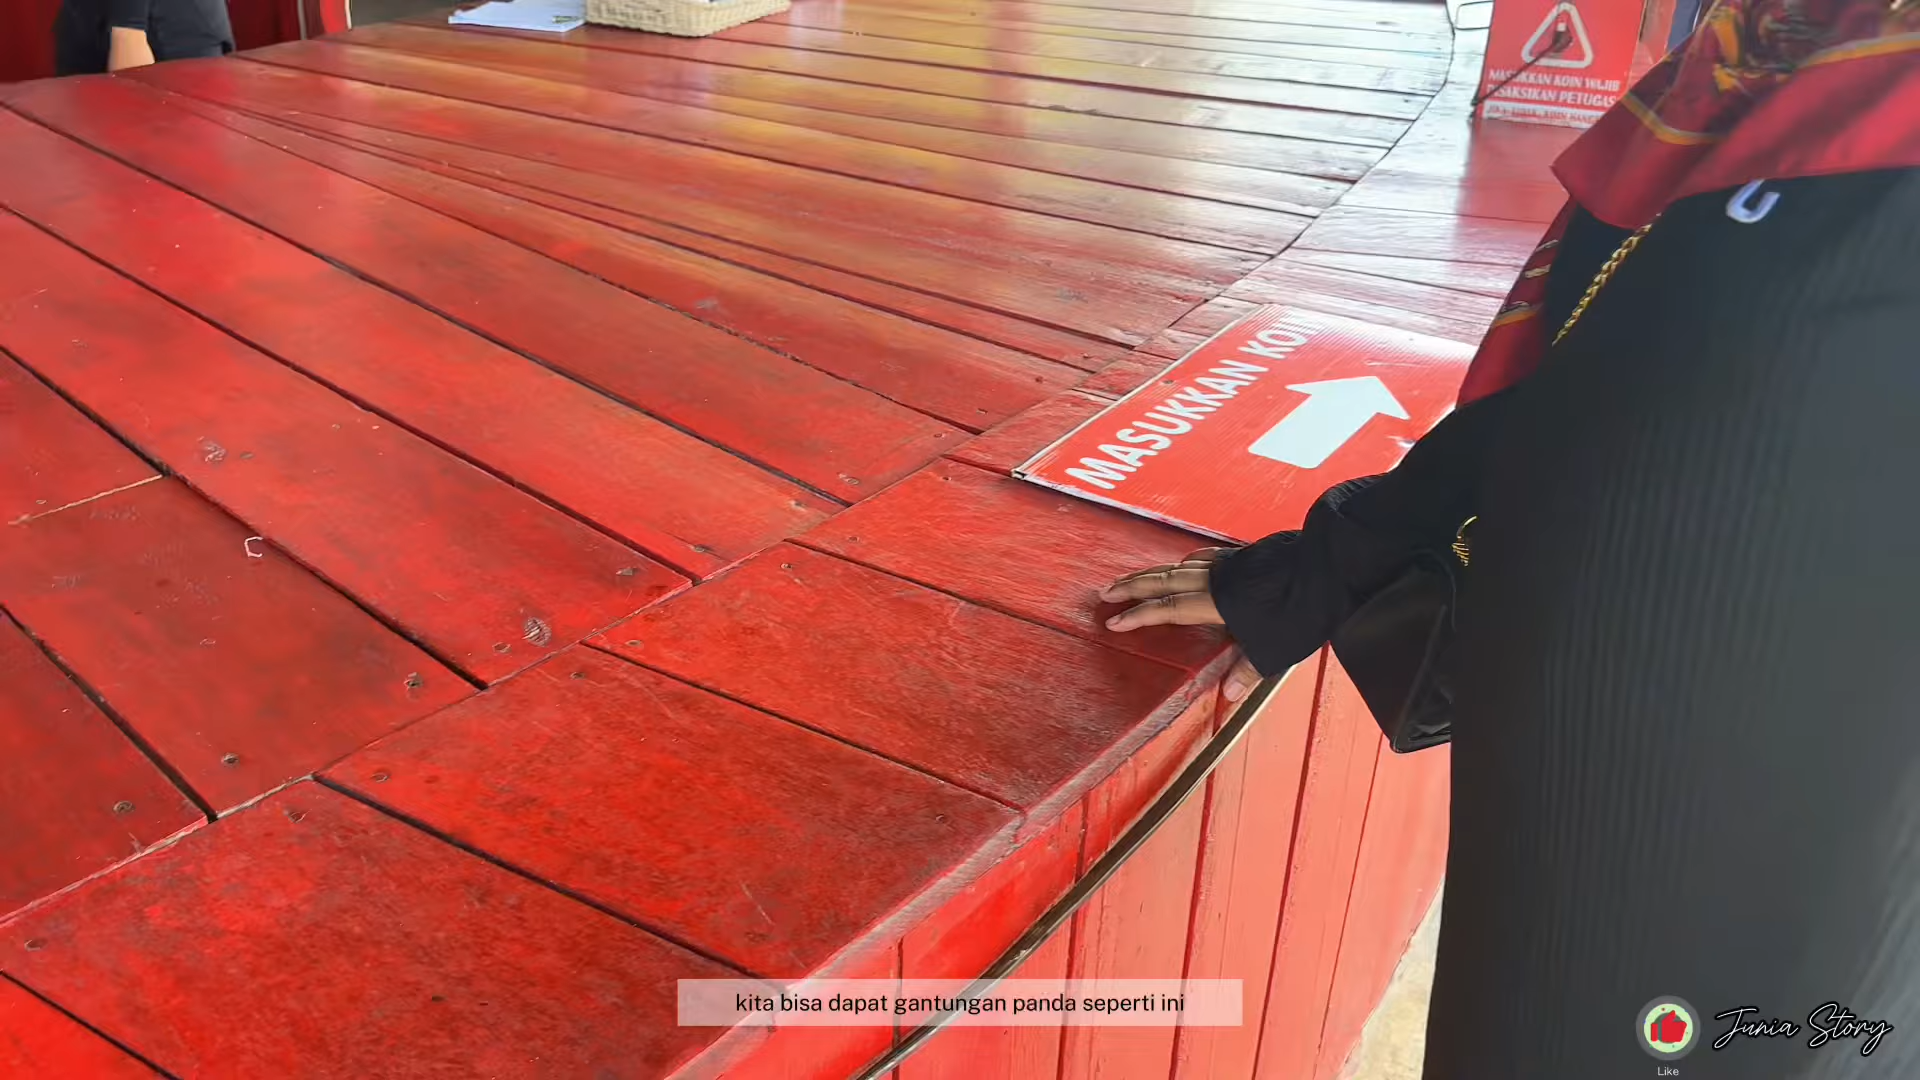 MASUKKAN KOIN WAJIB
DISAKSIKAN PETUGAS
MASUKKAN KOIN
kita bisa dapat gantungan panda seperti ini
Junia Story
Like